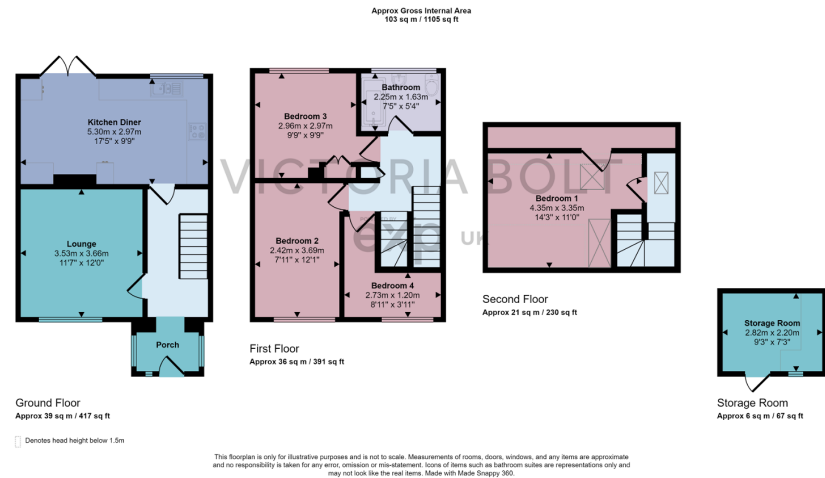 Approx Gross Internal Area
103 sq m / 1105 sq ft
Kitchen Diner
5.30m x 2.97m
17'5" x 9'9"
Lounge
3.53m x 3.66m
11'7" x 12'0"
Porch
Ground Floor
Approx 39 sq m / 417 sq ft
Denotes head height below 1.5m
Bedroom 3
2.96m x 2.97m
9'9" x 9'9"
Bathroom
2.25m x 1.63m
7'5" x 5'4"
Bedroom 2
2.42m x 3.69m
7'11" x 12'1"
Bedroom 4
2.73m x 1.20m
8'11" x 3'11"
First Floor
Approx 36 sq m / 391 sq ft
VICTORIA BOLT
exp UK
Bedroom 1
4.35m x 3.35m
14'3" x 11'0"
Second Floor
Approx 21 sq m / 230 sq ft
Storage Room
2.82m x 2.20m
9'3" x 7'3"
Storage Room
Approx 6 sq m / 67 sq ft
This floorplan is only for illustrative purposes and is not to scale. Measurements of rooms, doors, windows, and any items are approximate
and no responsibility is taken for any error, omission or mis-statement. Icons of items such as bathroom suites are representations only and
may not look like the real items. Made with Made Snappy 360.